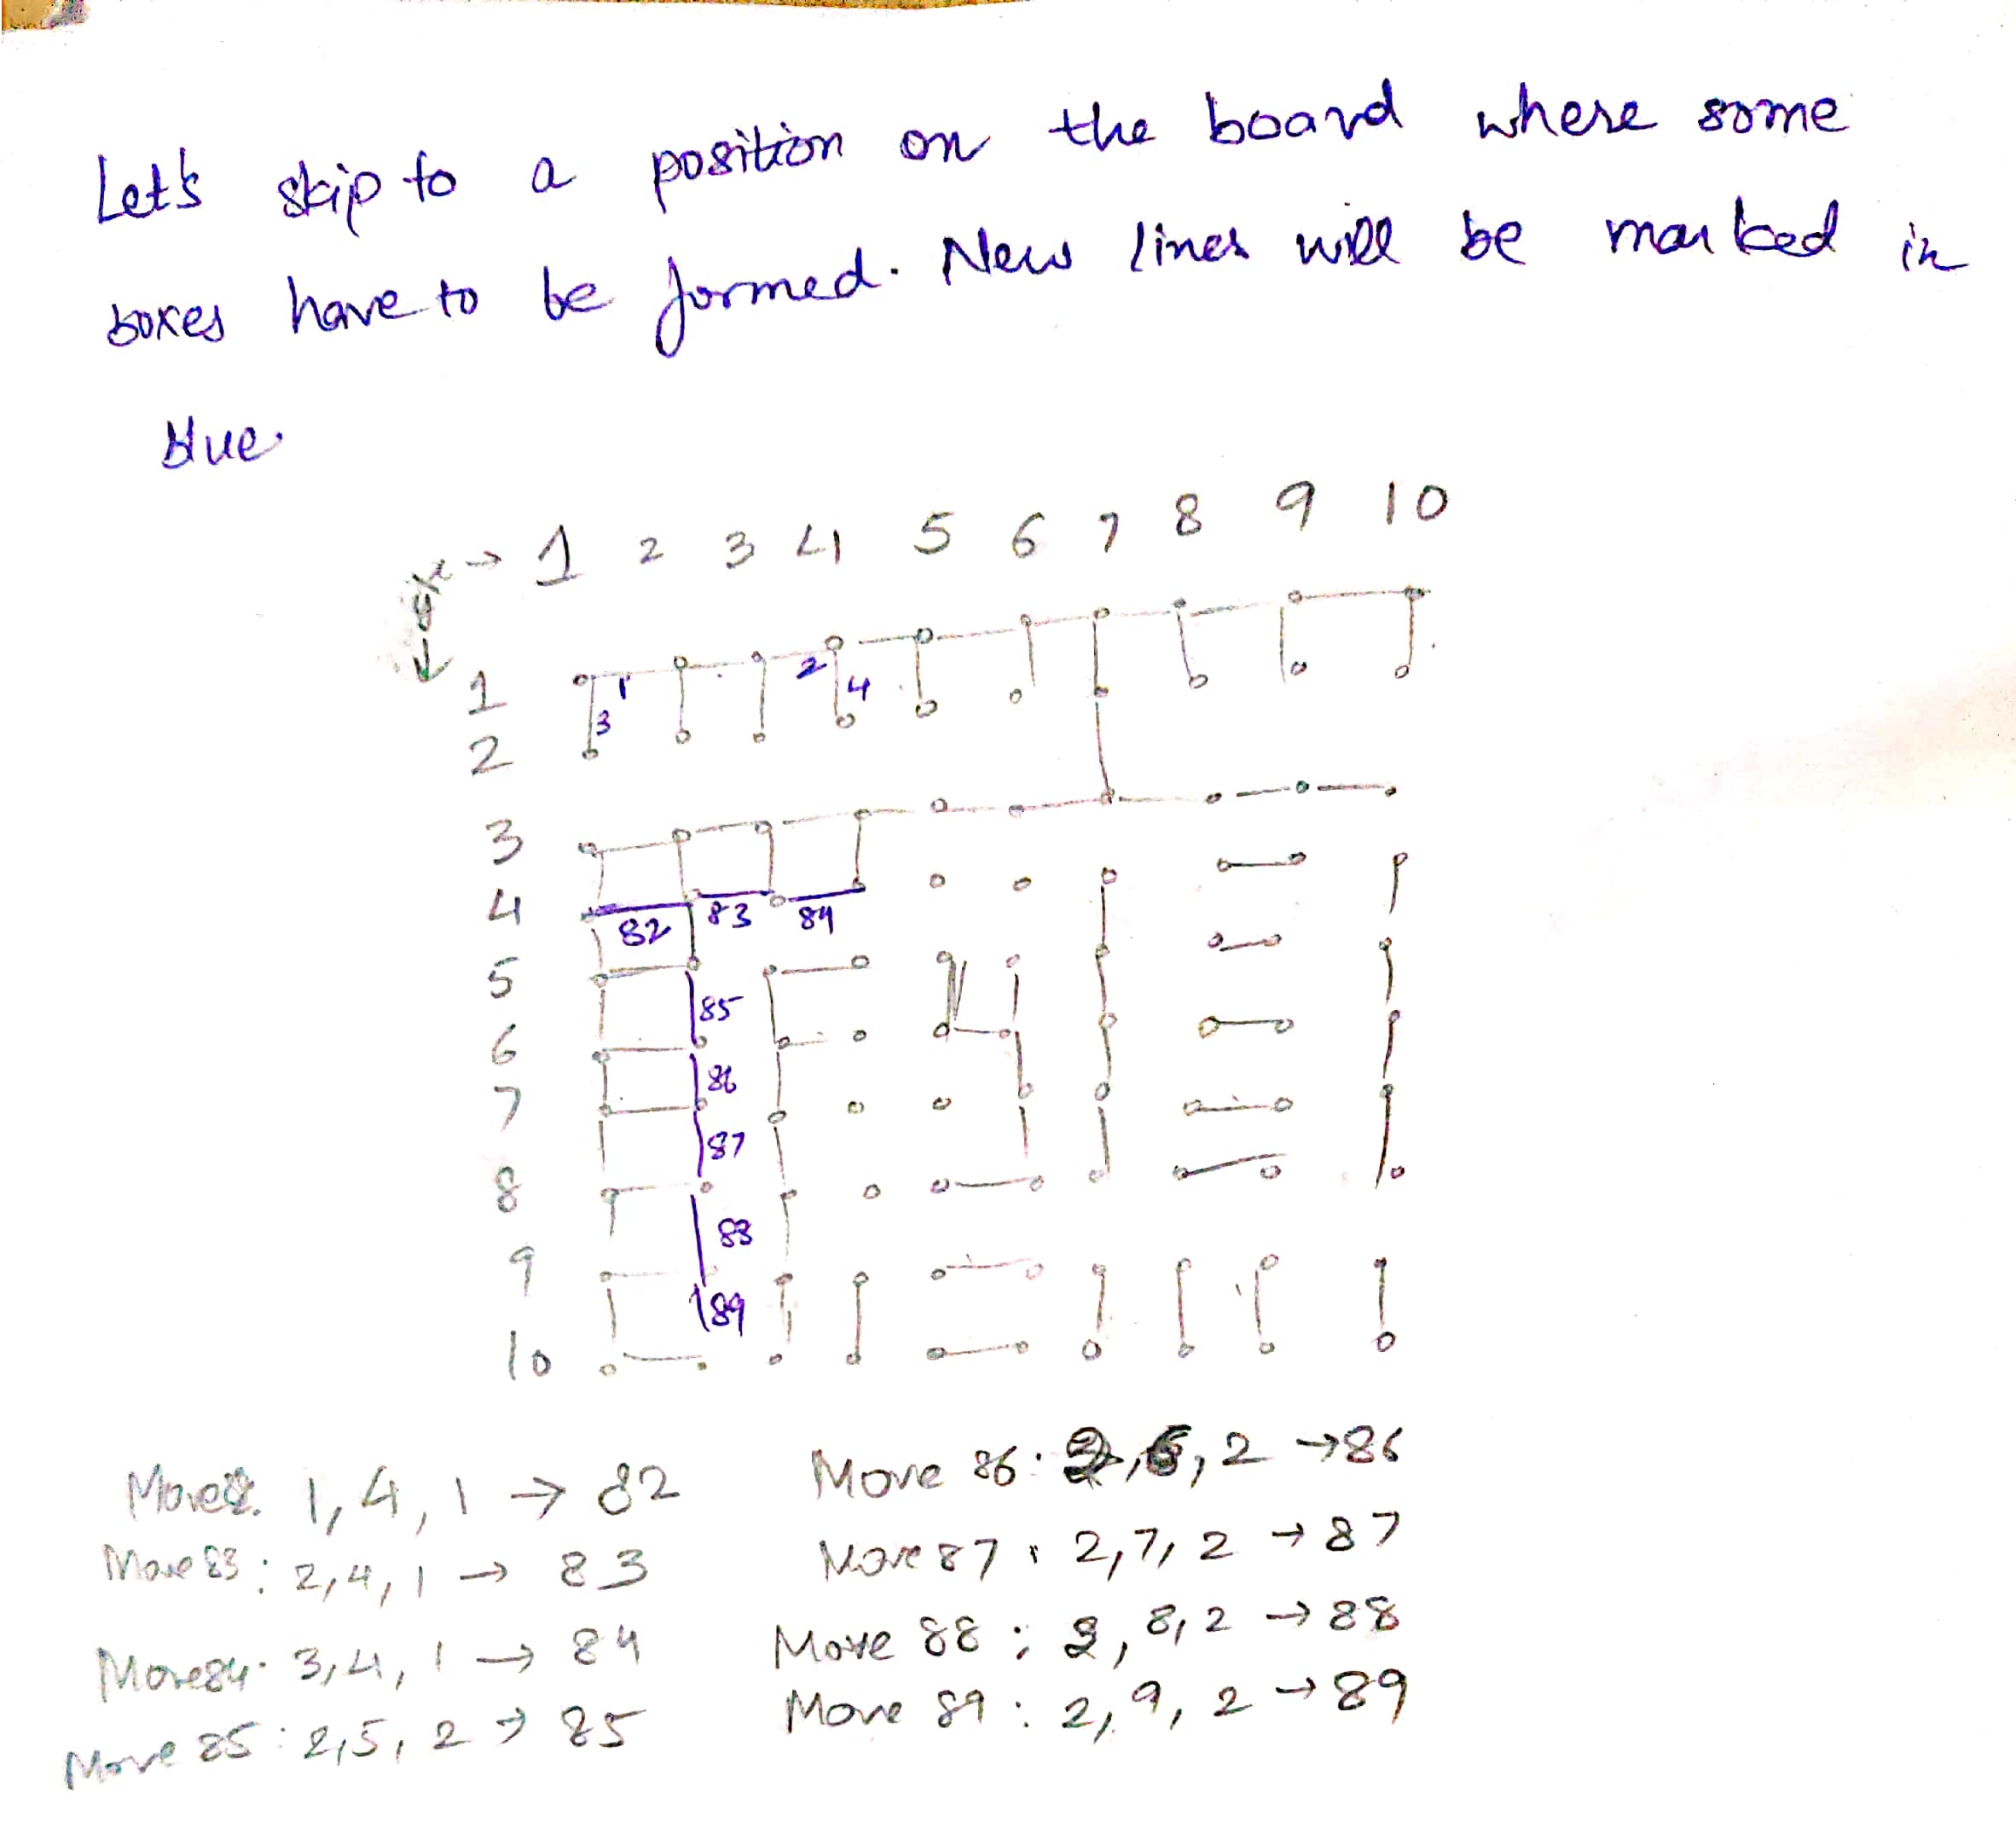 Let's skip to a position on the board where some
boxes have to be formed. New lines will be marked in
blue.
x → 1 2 3 4 5 6 7 8 9 10
y
↓
1 1 2
3 4
2
3
4
82 83 84
5
85
6
86
7
87
8
88
9
89
10
Move 82. 1, 4, 1 → 82
Move 83 : 2, 4, 1 → 83
Move 84. 3, 4, 1 → 84
Move 85 : 2, 5, 2 → 85
Move 86 : 2, 6, 2 → 86
Move 87 : 2, 7, 2 → 87
Move 88 : 2, 8, 2 → 88
Move 89 : 2, 9, 2 → 89